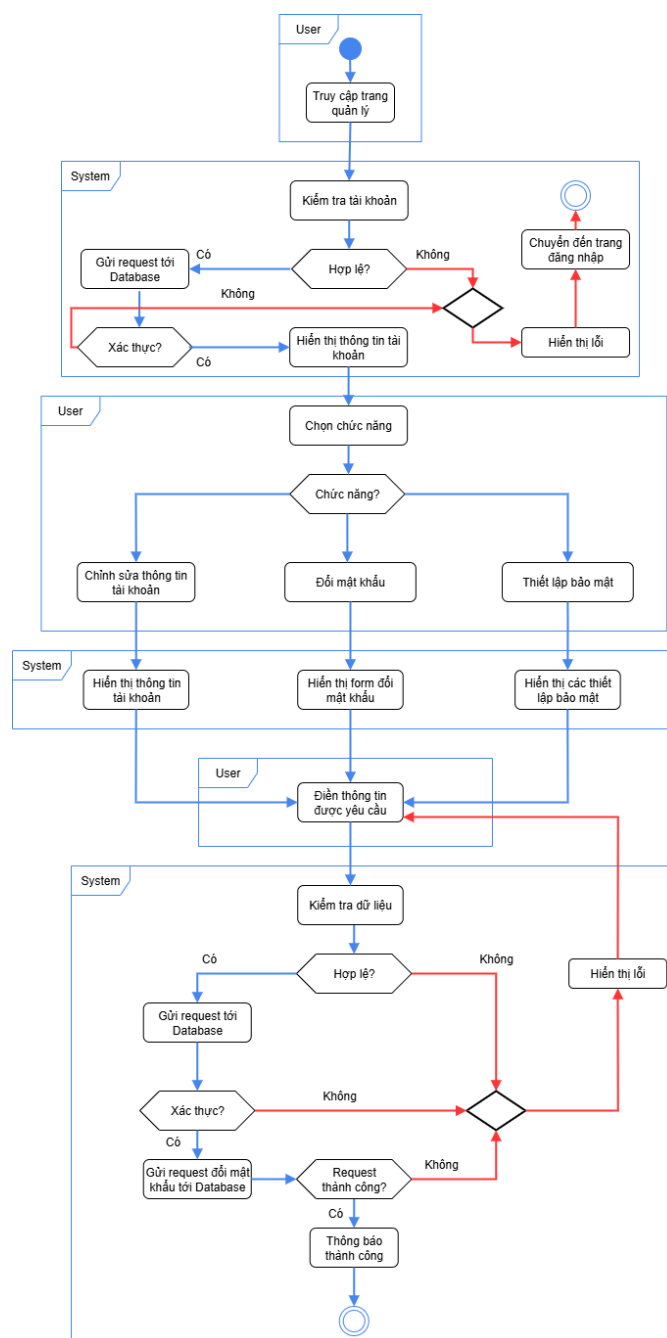 User
Truy cập trang
quản lý
System
Kiểm tra tài khoản
Chuyển đến trang
đăng nhập
Có
Không
Gửi request tới
Database
Hợp lệ?
Không
Hiển thị lỗi
Xác thực?
Có
Hiển thị thông tin tài
khoản
User
Chọn chức năng
Chức năng?
Chỉnh sửa thông tin
tài khoản
Đổi mật khẩu
Thiết lập bảo mật
System
Hiển thị thông tin
tài khoản
Hiển thị form đổi
mật khẩu
Hiển thị các thiết
lập bảo mật
User
Điền thông tin
được yêu cầu
System
Kiểm tra dữ liệu
Có
Hợp lệ?
Không
Hiển thị lỗi
Gửi request tới
Database
Xác thực?
Không
Có
Gửi request đổi mật
khẩu tới Database
Request
thành công?
Không
Có
Thông báo
thành công